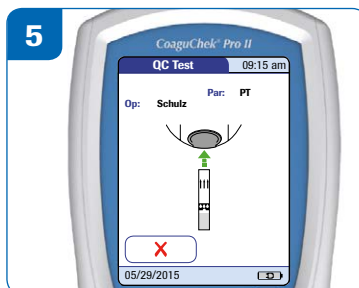 5
CoaguChek® Pro II
QC Test 09:15 am
Par: PT
Op: Schulz
X
05/29/2015